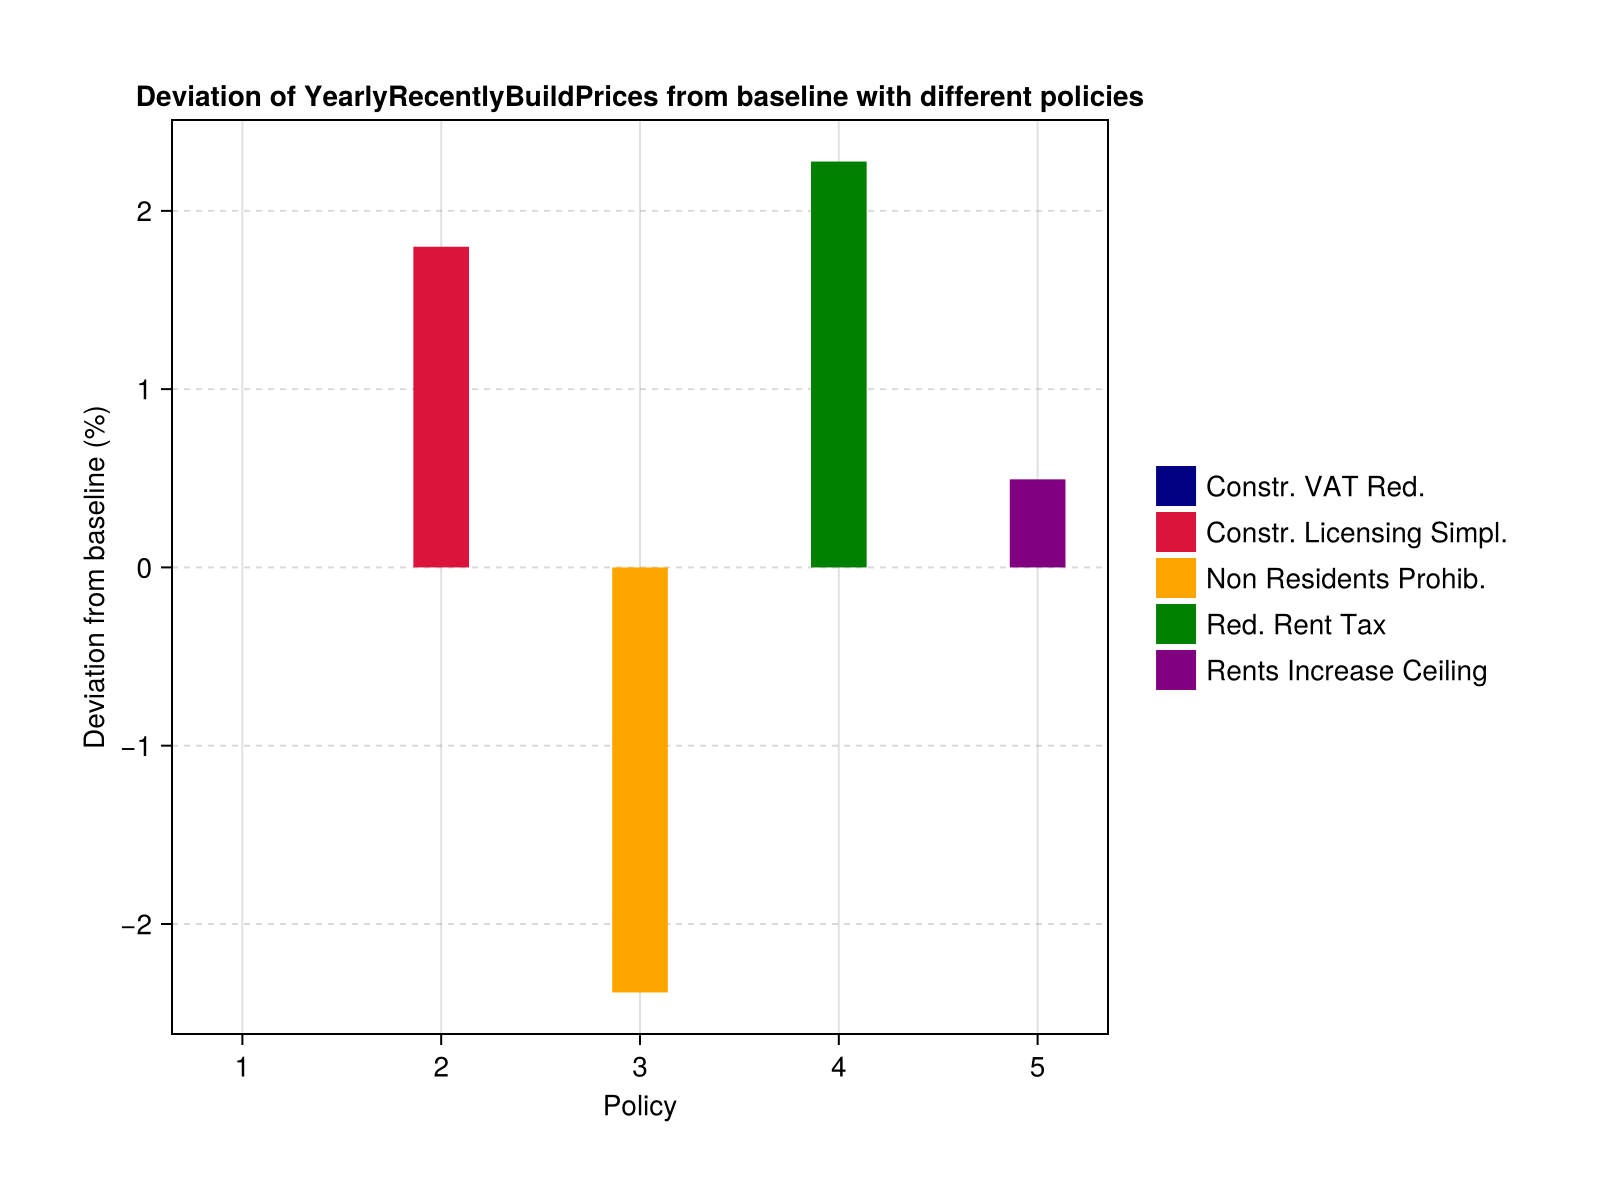 Deviation of YearlyRecentlyBuildPrices from baseline with different policies
Deviation from baseline (%)
2
1
0
−1
−2
1 2 3 4 5
Policy
Constr. VAT Red.
Constr. Licensing Simpl.
Non Residents Prohib.
Red. Rent Tax
Rents Increase Ceiling